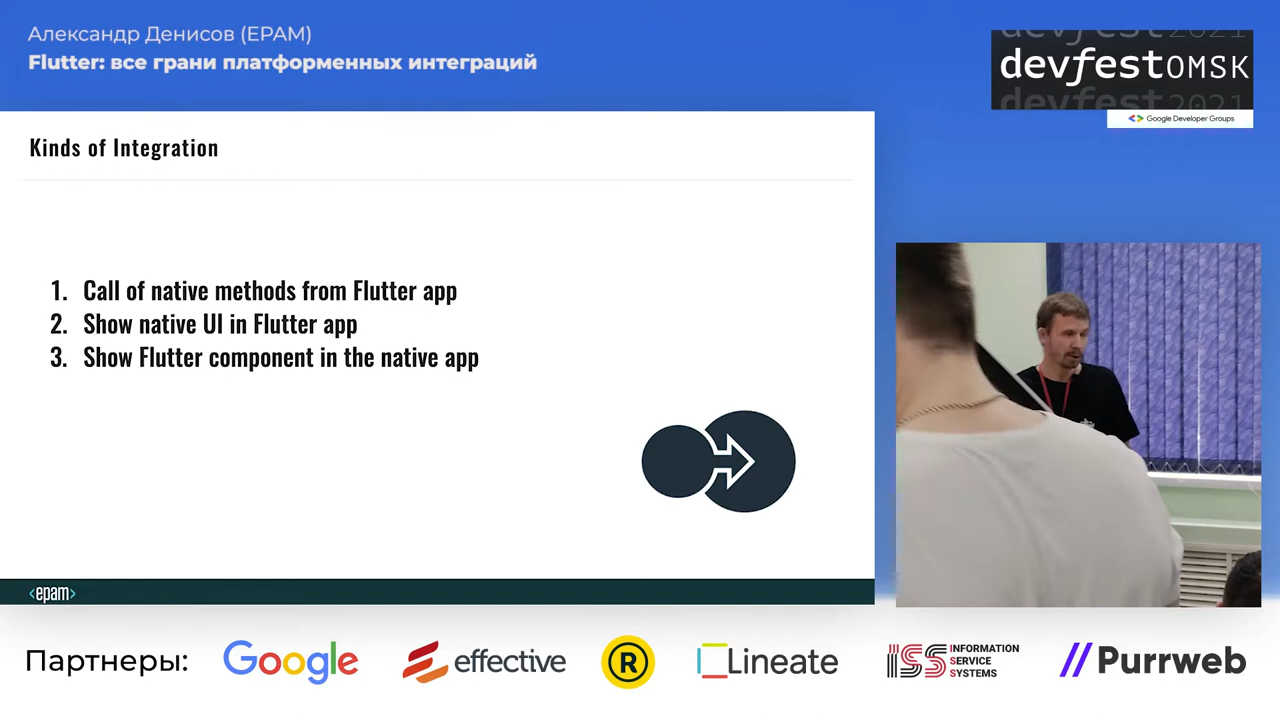 Александр Денисов (EPAM)
Flutter: все грани платформенных интеграций
devfest2021
devfestOMSK
devfest2021
Google Developer Groups
Kinds of Integration
1. Call of native methods from Flutter app
2. Show native UI in Flutter app
3. Show Flutter component in the native app
<epam>
Партнеры:
Google
effective
R
Lineate
ISS INFORMATION
SERVICE
SYSTEMS
Purrweb